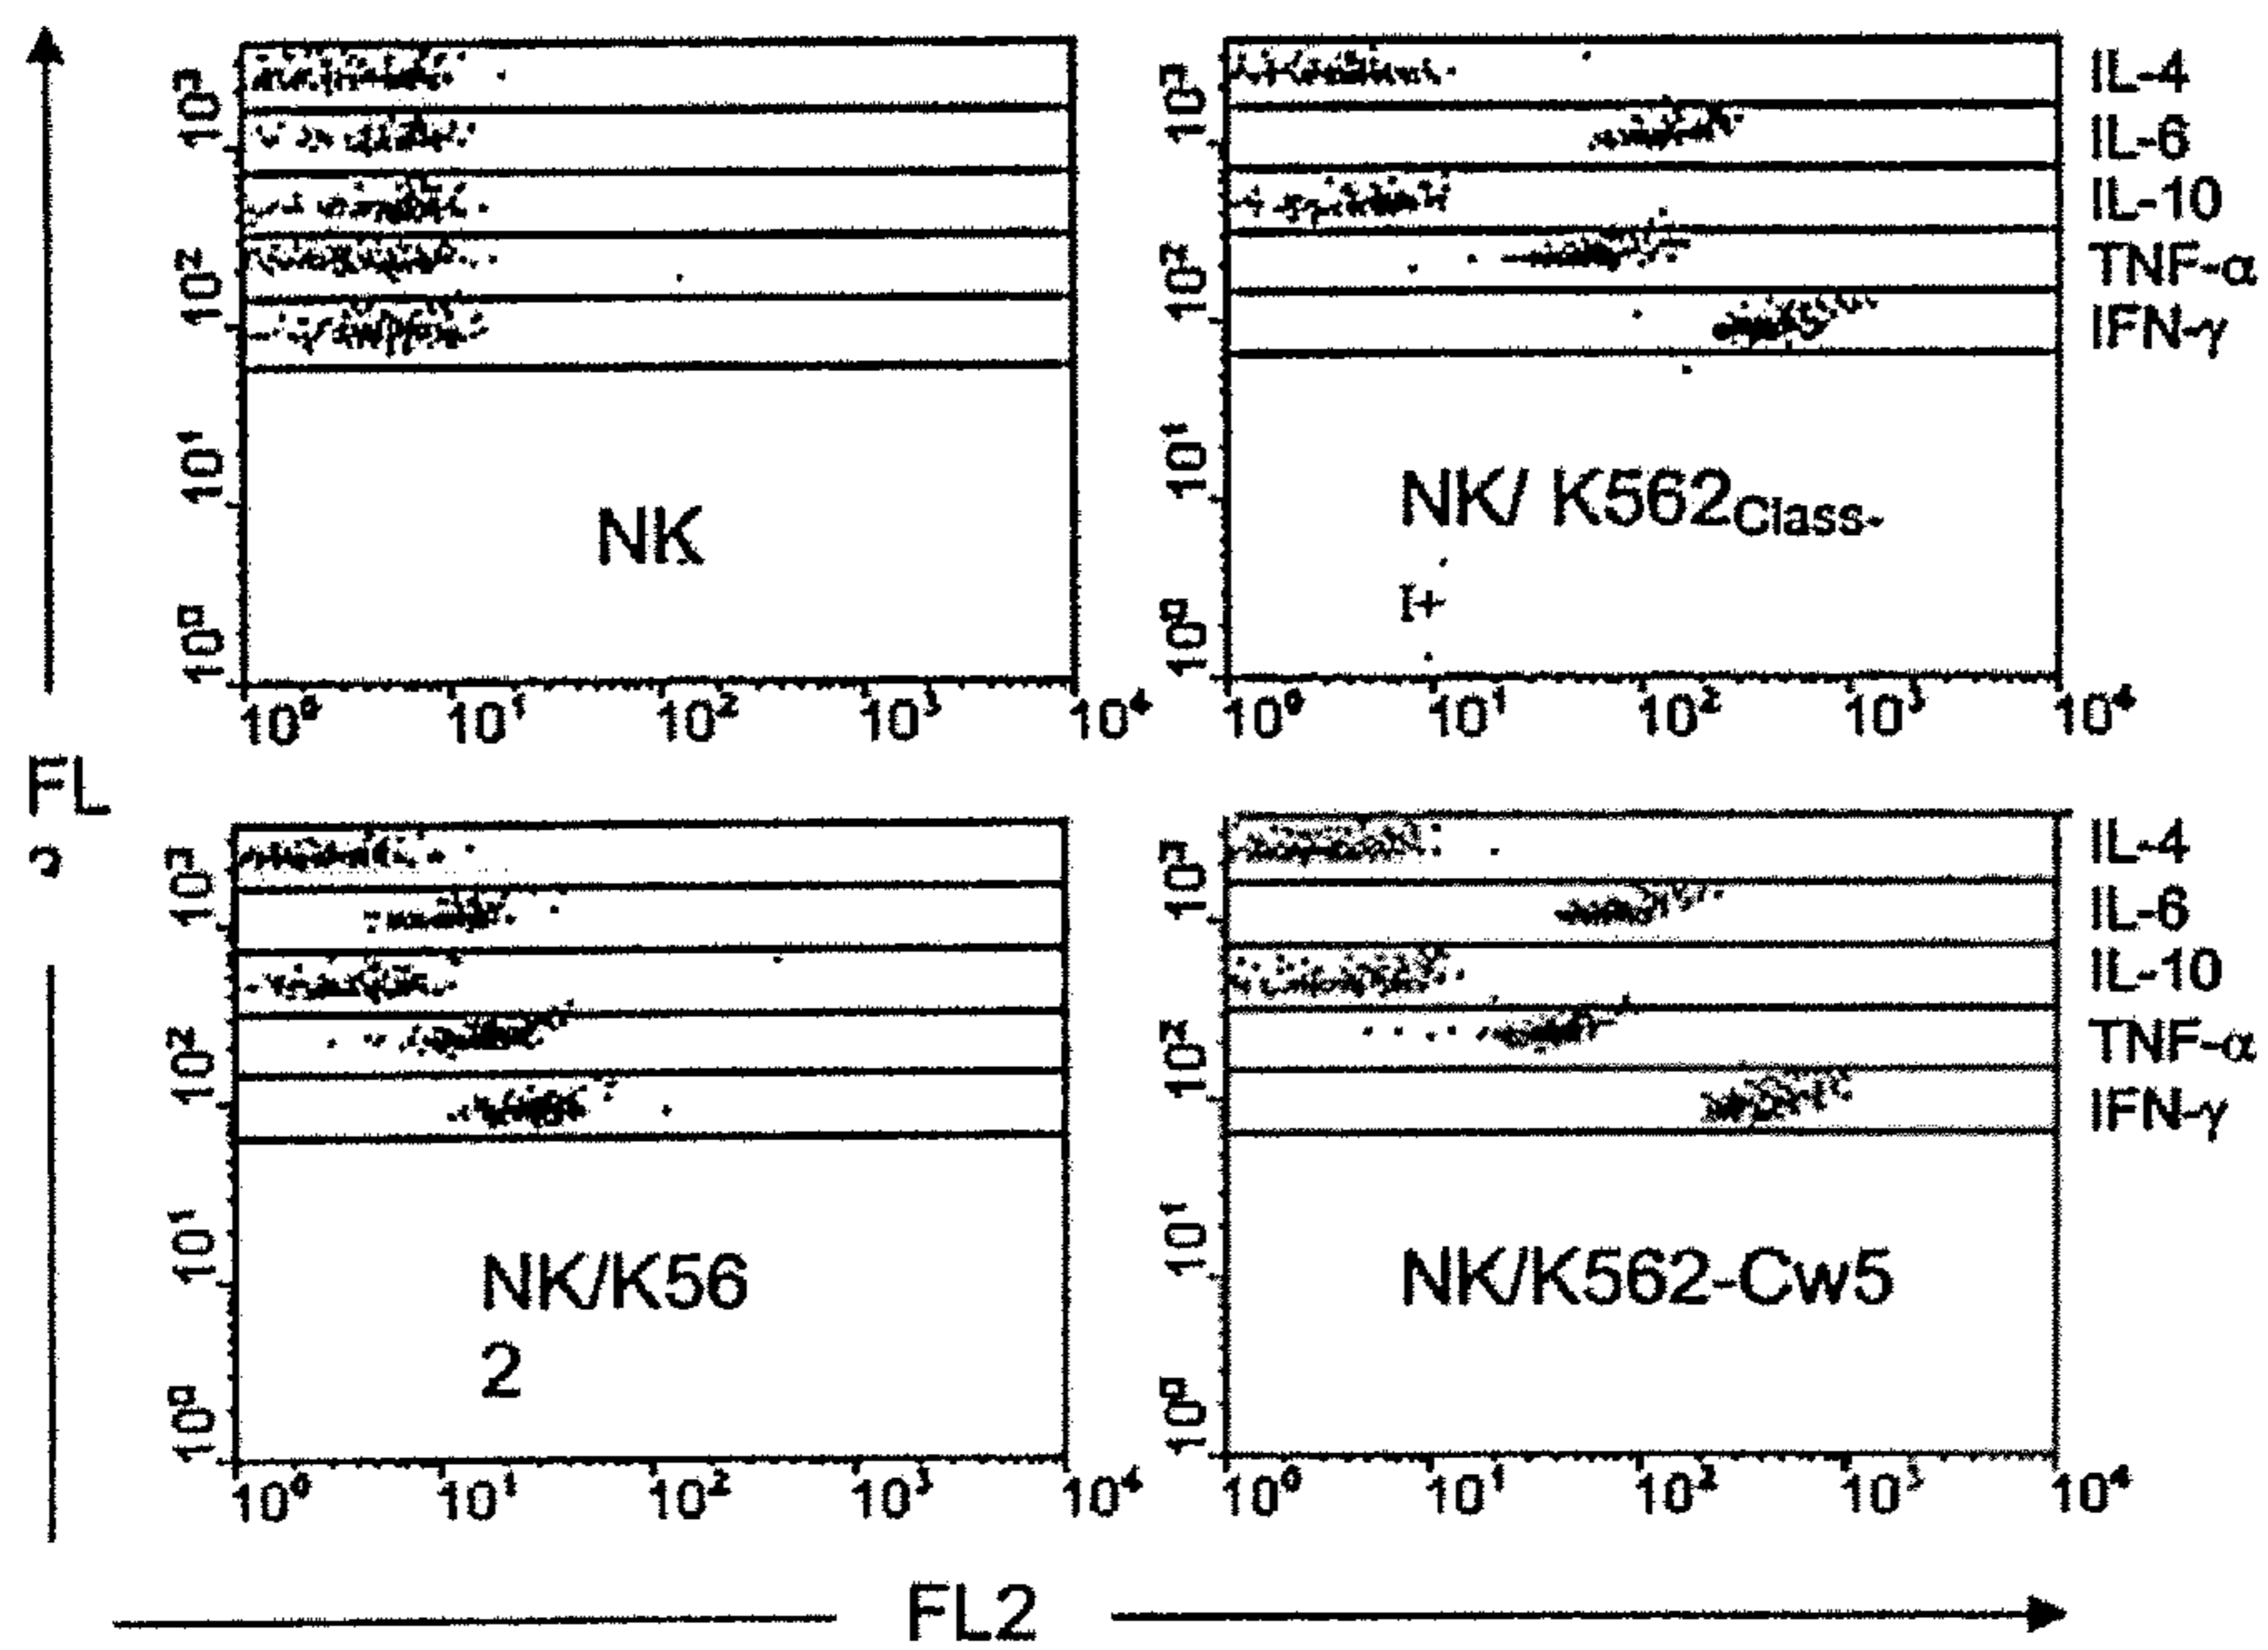 10³
10²
10¹
10⁰
NK
10⁰ 10¹ 10² 10³ 10⁴
10³
10²
10¹
10⁰
NK/ K562Class-
I+
10⁰ 10¹ 10² 10³ 10⁴
IL-4
IL-6
IL-10
TNF-α
IFN-γ
FL
10³
10²
10¹
10⁰
NK/K56
2
10⁰ 10¹ 10² 10³ 10⁴
10³
10²
10¹
10⁰
NK/K562-Cw5
10⁰ 10¹ 10² 10³ 10⁴
IL-4
IL-6
IL-10
TNF-α
IFN-γ
FL2